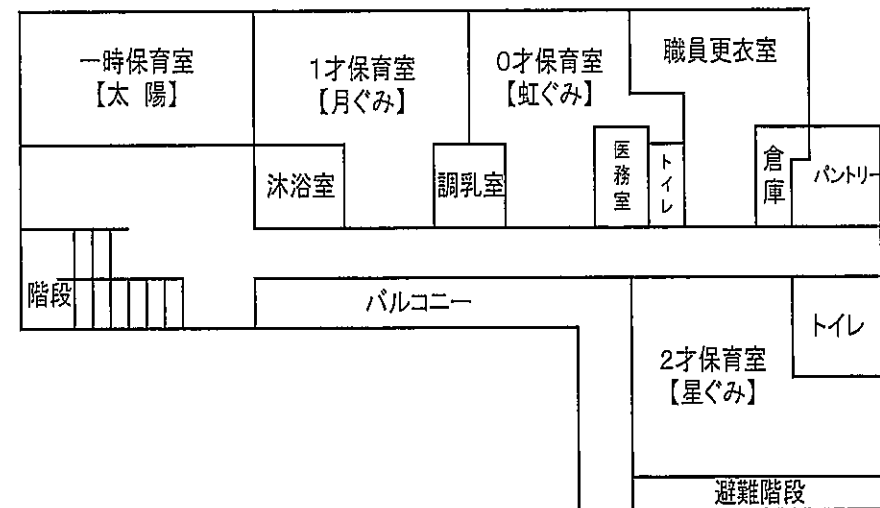 一時保育室
【太 陽】
1才保育室
【月ぐみ】
0才保育室
【虹ぐみ】
職員更衣室
沐浴室
調乳室
医務室
トイレ
倉庫
パントリー
階段
バルコニー
トイレ
2才保育室
【星ぐみ】
避難階段